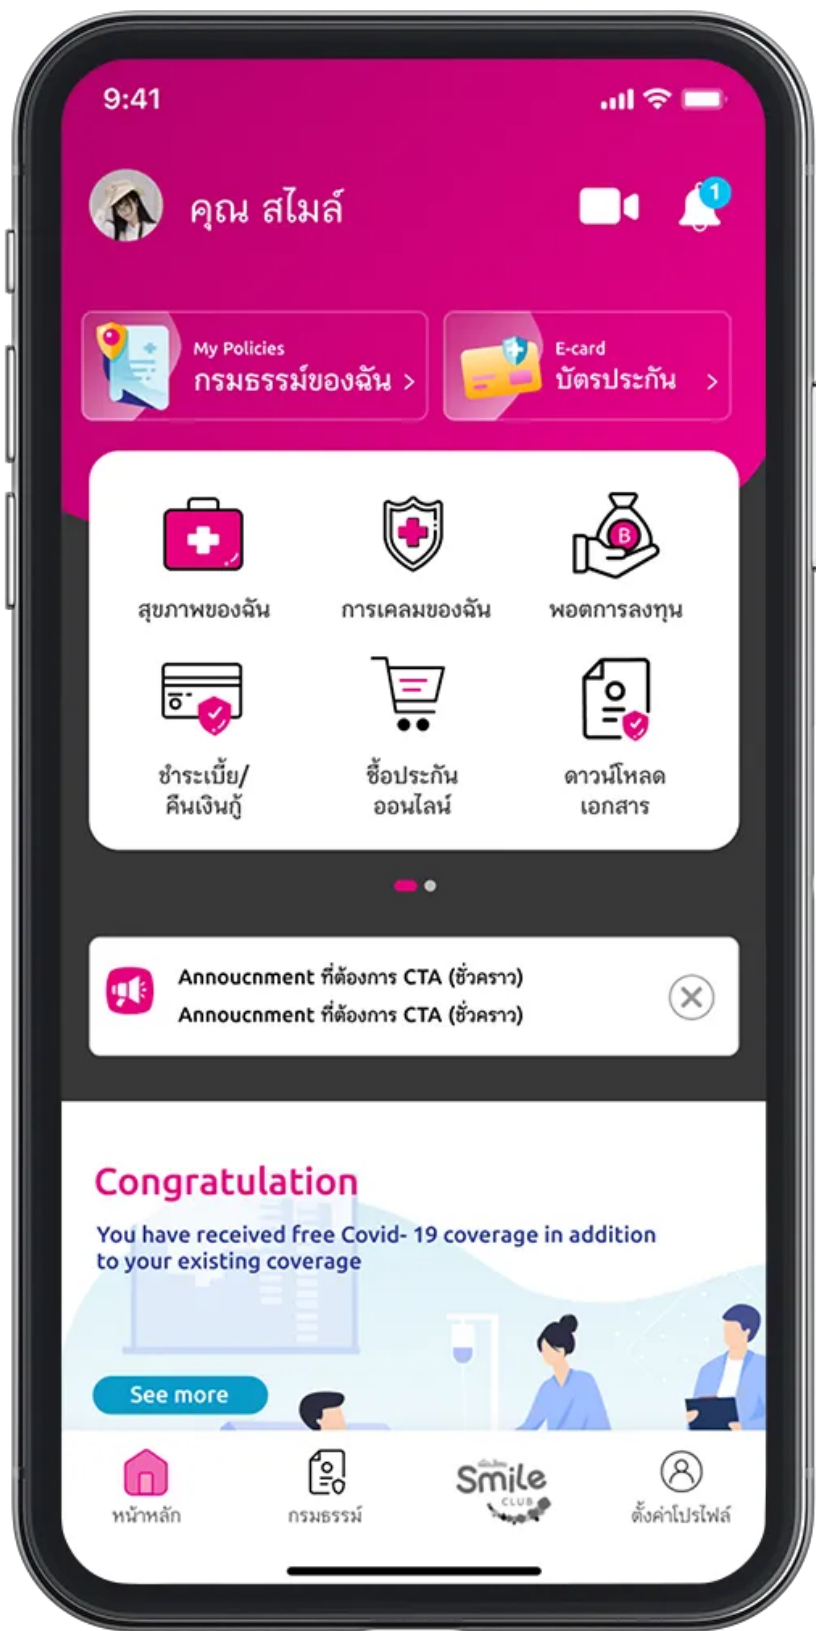 9:41
คุณ สไมล์
1
My Policies
กรมธรรม์ของฉัน >
E-card
บัตรประกัน >
สุขภาพของฉัน
การเคลมของฉัน
B
พอตการลงทุน
ชำระเบี้ย/
คืนเงินกู้
ซื้อประกัน
ออนไลน์
ดาวน์โหลด
เอกสาร
Annoucnment ที่ต้องการ CTA (ชั่วคราว)
Annoucnment ที่ต้องการ CTA (ชั่วคราว)
Congratulation
You have received free Covid- 19 coverage in addition
to your existing coverage
See more
หน้าหลัก
กรมธรรม์
Smile
CLUB
ตั้งค่าโปรไฟล์